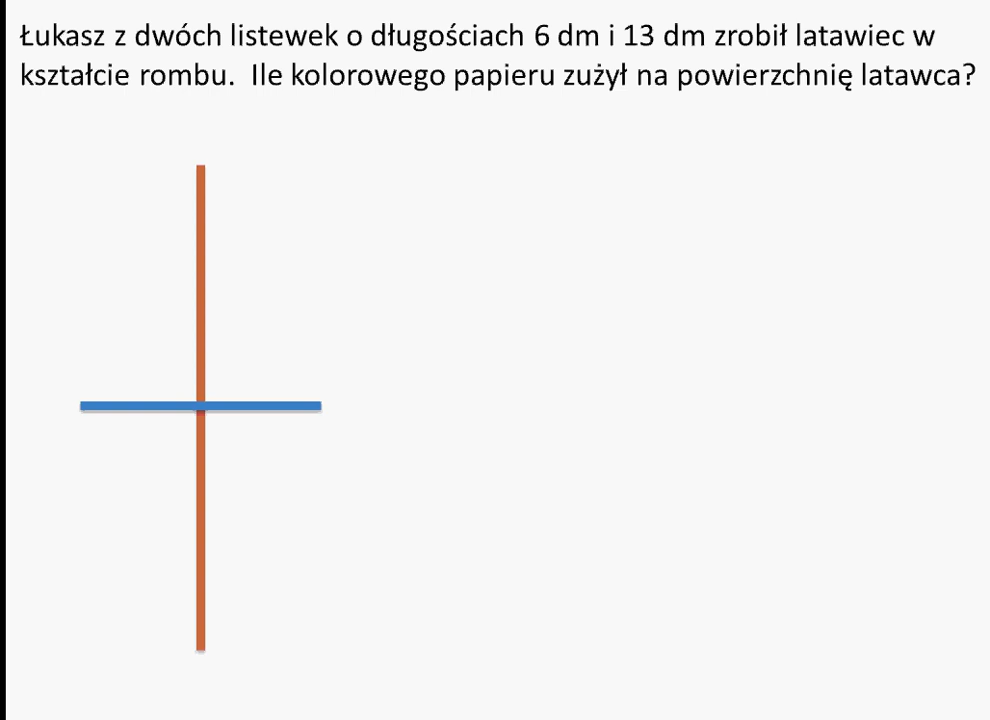 Łukasz z dwóch listewek o długościach 6 dm i 13 dm zrobił latawiec w
kształcie rombu.  Ile kolorowego papieru zużył na powierzchnię latawca?